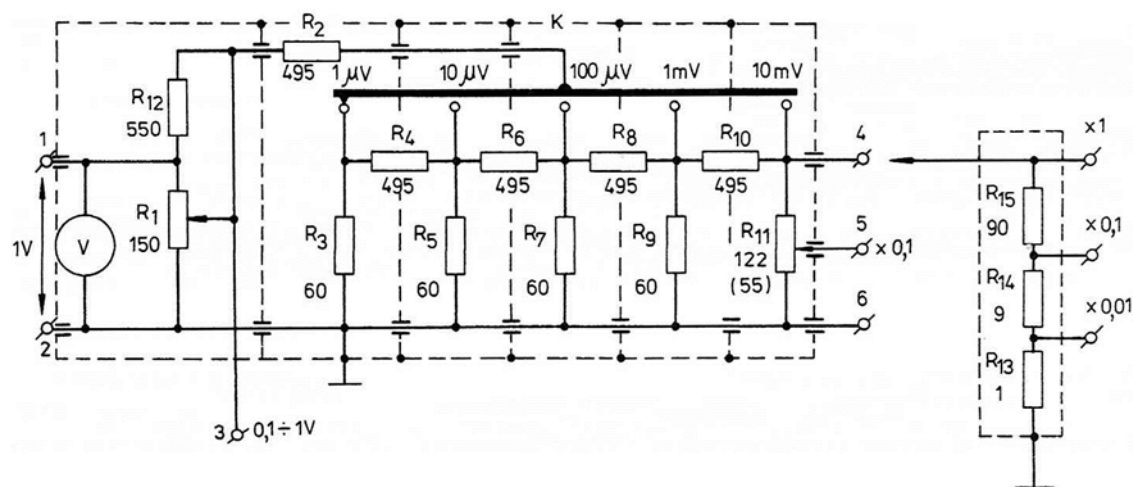 R2
K
495
1 μV
10 μV
100 μV
1mV
10mV
R12
550
1
R1
150
V
1V
2
3
0,1÷1V
R4
495
R6
495
R8
495
R10
495
R3
60
R5
60
R7
60
R9
60
R11
122
(55)
4
5
×0,1
6
×1
R15
90
×0,1
R14
9
×0,01
R13
1